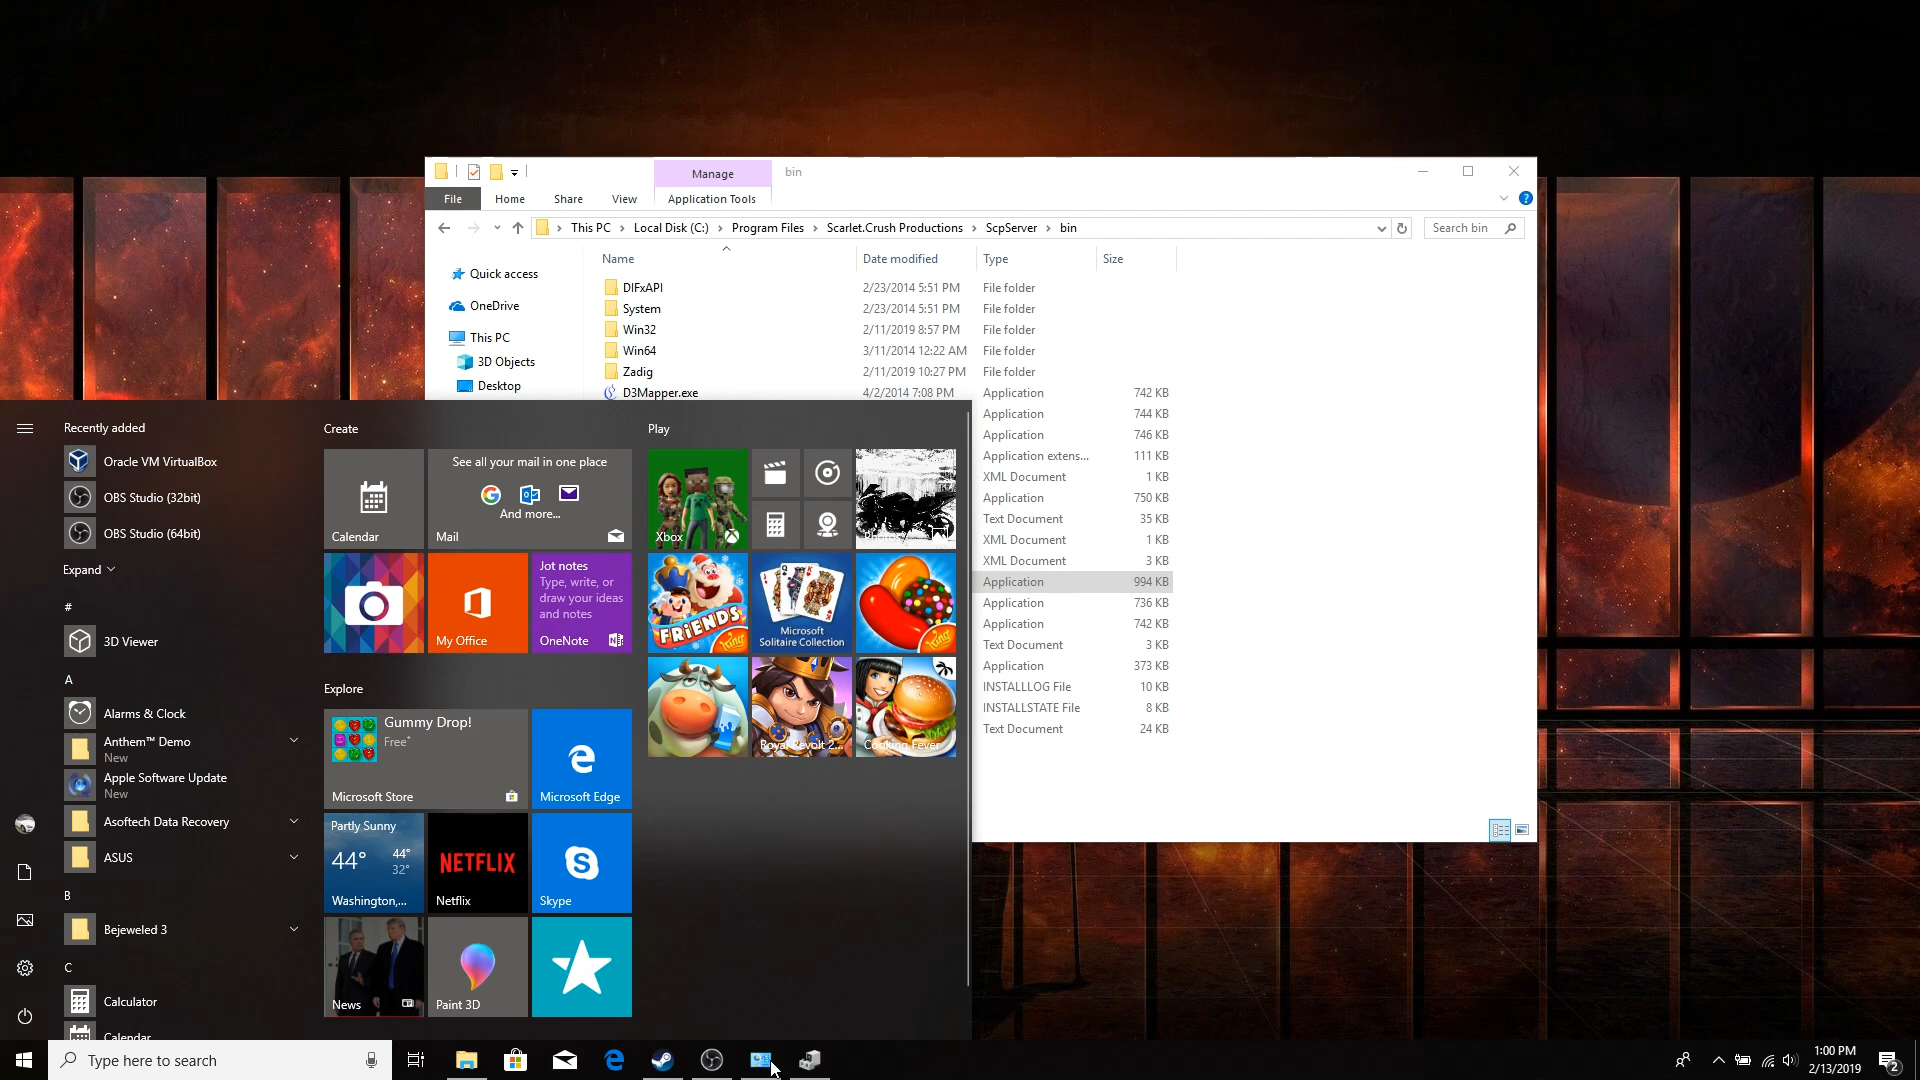 Manage
bin
File
Home
Share
View
Application Tools
This PC
Local Disk (C:)
Program Files
Scarlet.Crush Productions
ScpServer
bin
Search bin
Name
Date modified
Type
Size
Quick access
OneDrive
This PC
3D Objects
Desktop
DIFxAPI 2/23/2014 5:51 PM File folder
System 2/23/2014 5:51 PM File folder
Win32 2/11/2019 8:57 PM File folder
Win64 3/11/2014 12:22 AM File folder
Zadig 2/11/2019 10:27 PM File folder
D3Mapper.exe 4/2/2014 7:08 PM Application 742 KB
Application 744 KB
Application 746 KB
Application extens... 111 KB
XML Document 1 KB
Application 750 KB
Text Document 35 KB
XML Document 1 KB
XML Document 3 KB
Application 994 KB
Application 736 KB
Application 742 KB
Text Document 3 KB
Application 373 KB
INSTALLLOG File 10 KB
INSTALLSTATE File 8 KB
Text Document 24 KB
Recently added
Oracle VM VirtualBox
OBS Studio (32bit)
OBS Studio (64bit)
Expand
#
3D Viewer
A
Alarms & Clock
Anthem™ Demo
New
Apple Software Update
New
Asoftech Data Recovery
ASUS
B
Bejeweled 3
C
Calculator
Calendar
Create
Calendar
See all your mail in one place
And more...
Mail
My Office
Jot notes
Type, write, or
draw your ideas
and notes
OneNote
Explore
Gummy Drop!
Free*
Microsoft Store
Microsoft Edge
Partly Sunny
44° 44°
32°
Washington,...
NETFLIX
Netflix
Skype
News
Paint 3D
Play
Xbox
FRIENDS
King
Microsoft
Solitaire Collection
King
Royal Revolt 2...
Cooking Fever
Type here to search
1:00 PM
2/13/2019
2